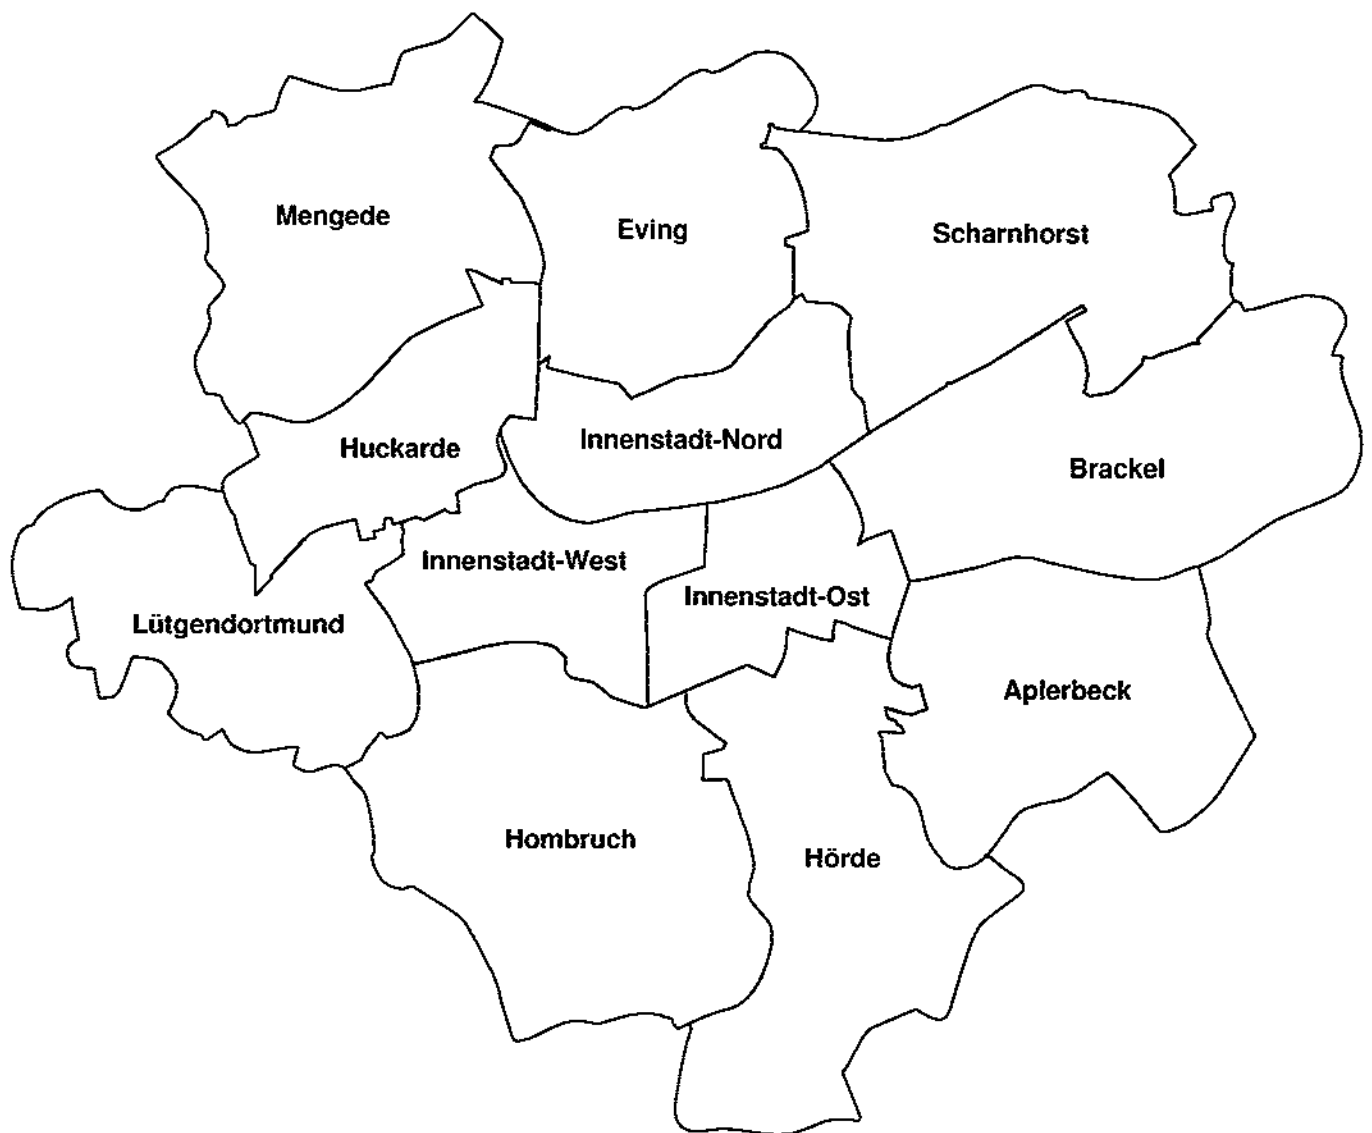 Mengede
Eving
Scharnhorst
Huckarde
Innenstadt-Nord
Brackel
Innenstadt-West
Innenstadt-Ost
Lütgendortmund
Aplerbeck
Hombruch
Hörde